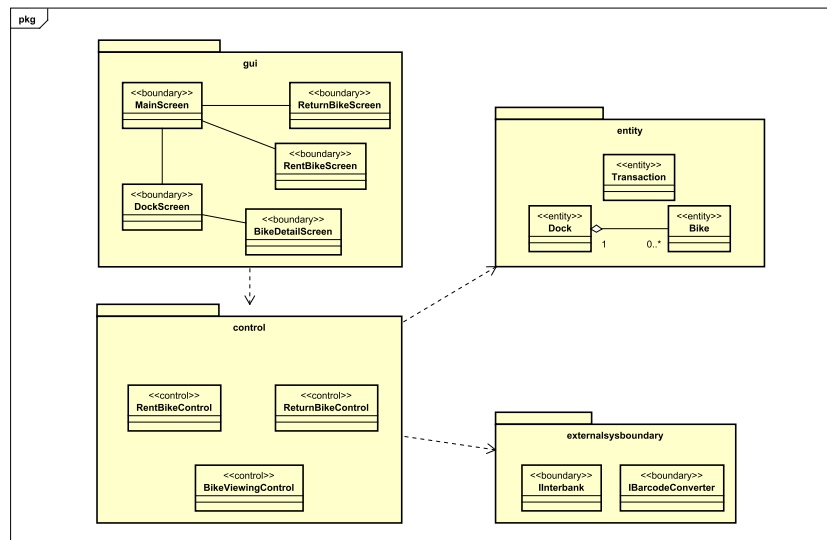 pkg
gui
<<boundary>>
MainScreen
<<boundary>>
ReturnBikeScreen
<<boundary>>
RentBikeScreen
<<boundary>>
DockScreen
<<boundary>>
BikeDetailScreen
entity
<<entity>>
Transaction
<<entity>>
Dock
<<entity>>
Bike
1
0..*
control
<<control>>
RentBikeControl
<<control>>
ReturnBikeControl
<<control>>
BikeViewingControl
externalsysboundary
<<boundary>>
IInterbank
<<boundary>>
IBarcodeConverter